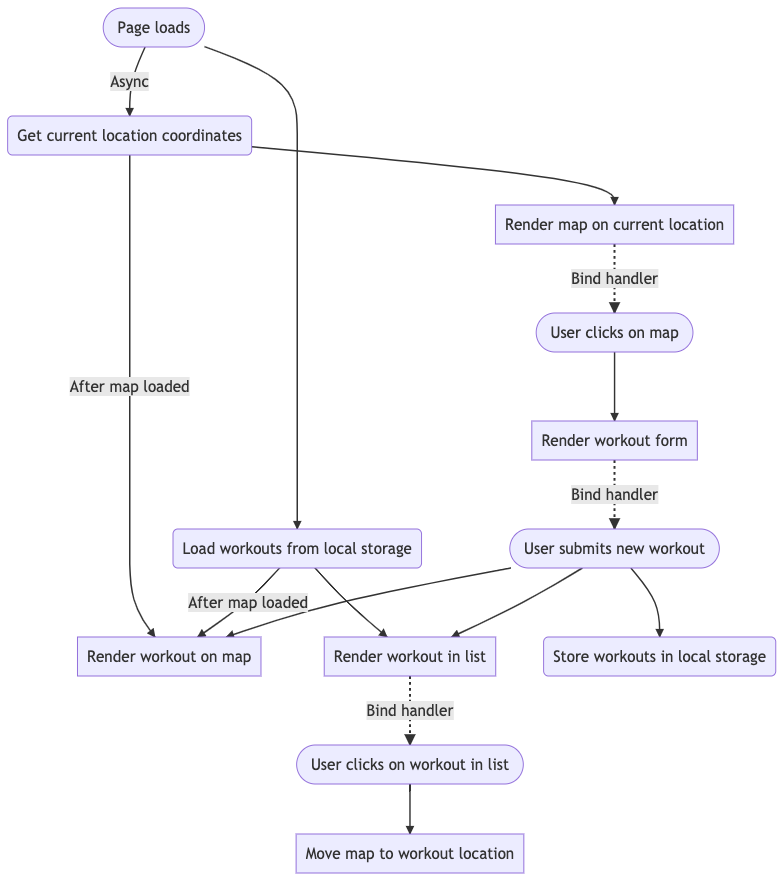 Page loads
Async
Get current location coordinates
Render map on current location
Bind handler
User clicks on map
After map loaded
Render workout form
Bind handler
Load workouts from local storage
User submits new workout
After map loaded
Render workout on map
Render workout in list
Store workouts in local storage
Bind handler
User clicks on workout in list
Move map to workout location